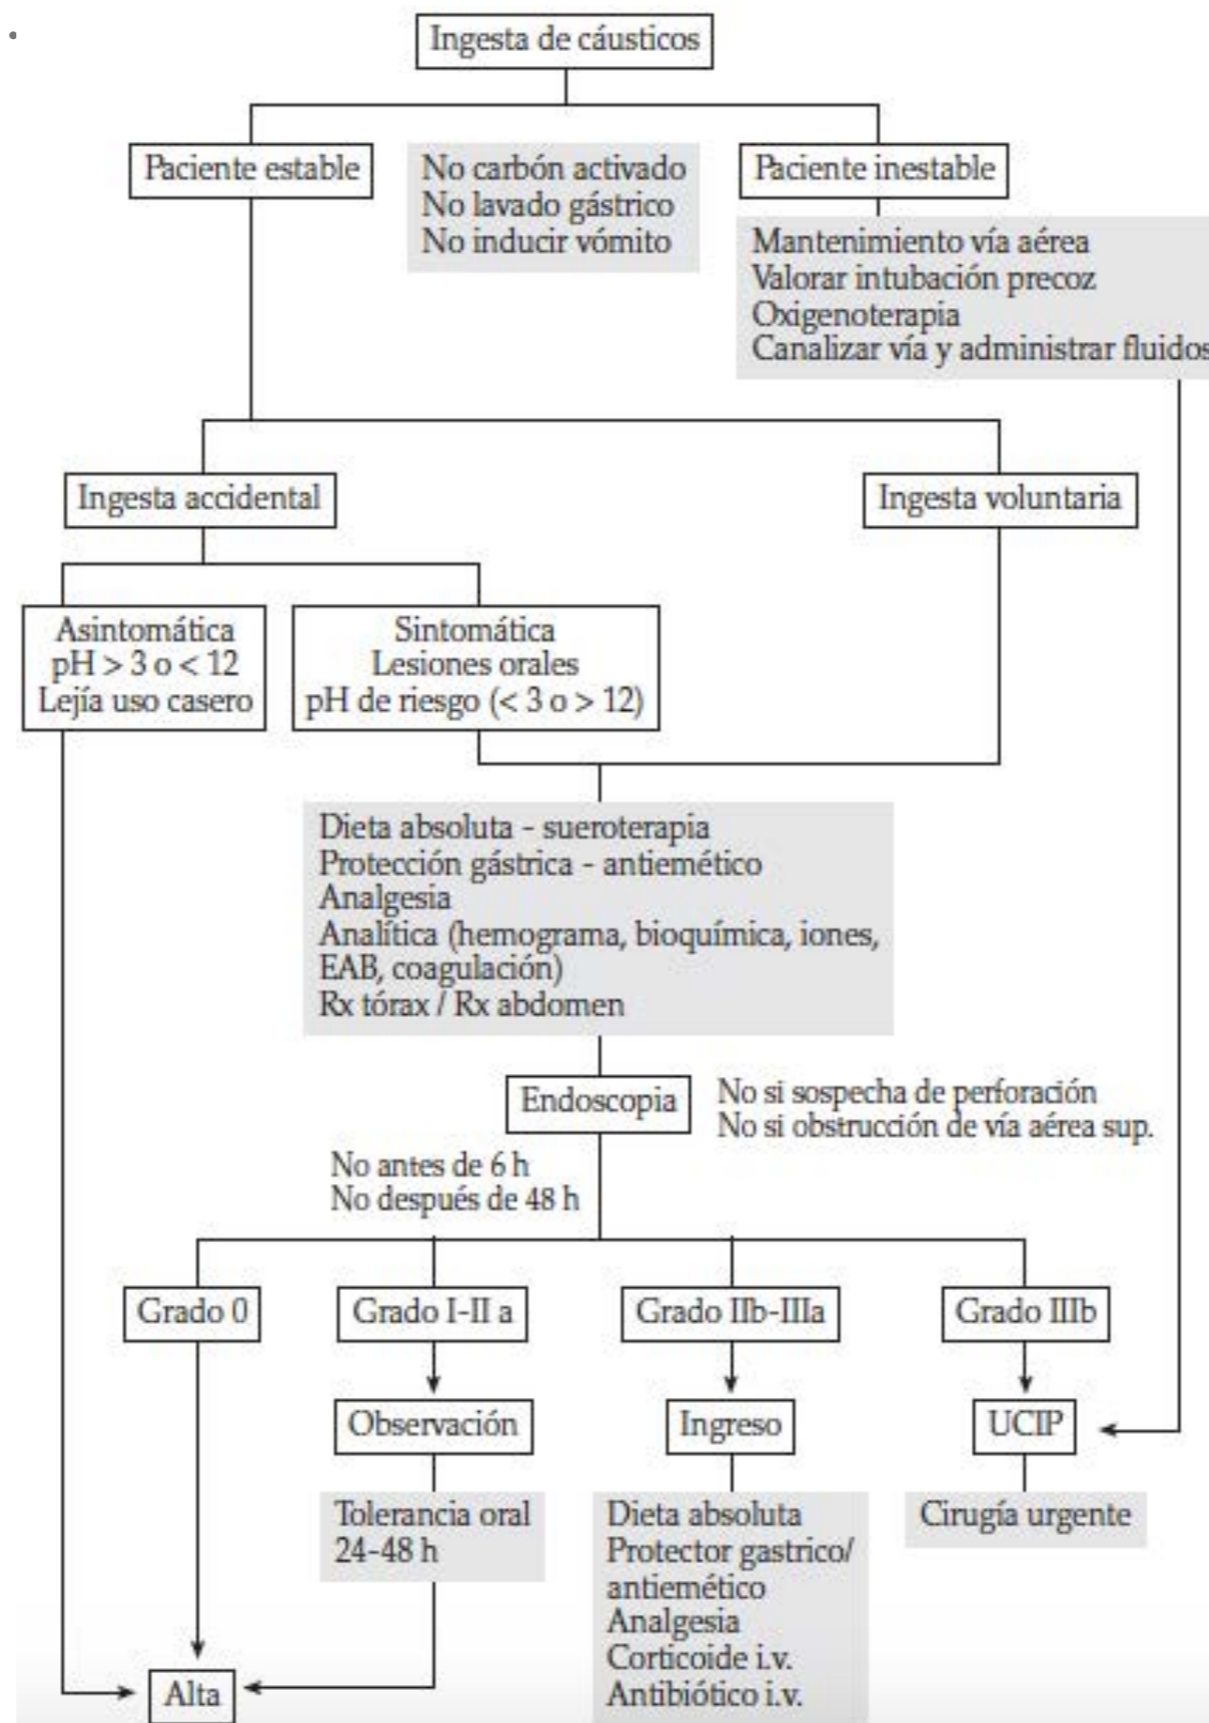 Ingesta de cáusticos
Paciente estable
No carbón activado
No lavado gástrico
No inducir vómito
Paciente inestable
Mantenimiento vía aérea
Valorar intubación precoz
Oxigenoterapia
Canalizar vía y administrar fluidos
Ingesta accidental
Ingesta voluntaria
Asintomática
pH > 3 o < 12
Lejía uso casero
Sintomática
Lesiones orales
pH de riesgo (< 3 o > 12)
Dieta absoluta - sueroterapia
Protección gástrica - antiemético
Analgesia
Analítica (hemograma, bioquímica, iones,
EAB, coagulación)
Rx tórax / Rx abdomen
Endoscopia
No si sospecha de perforación
No si obstrucción de vía aérea sup.
No antes de 6 h
No después de 48 h
Grado 0
Grado I-II a
Grado IIb-IIIa
Grado IIIb
Observación
Ingreso
UCIP
Tolerancia oral
24-48 h
Dieta absoluta
Protector gastrico/
antiemético
Analgesia
Corticoide i.v.
Antibiótico i.v.
Cirugía urgente
Alta